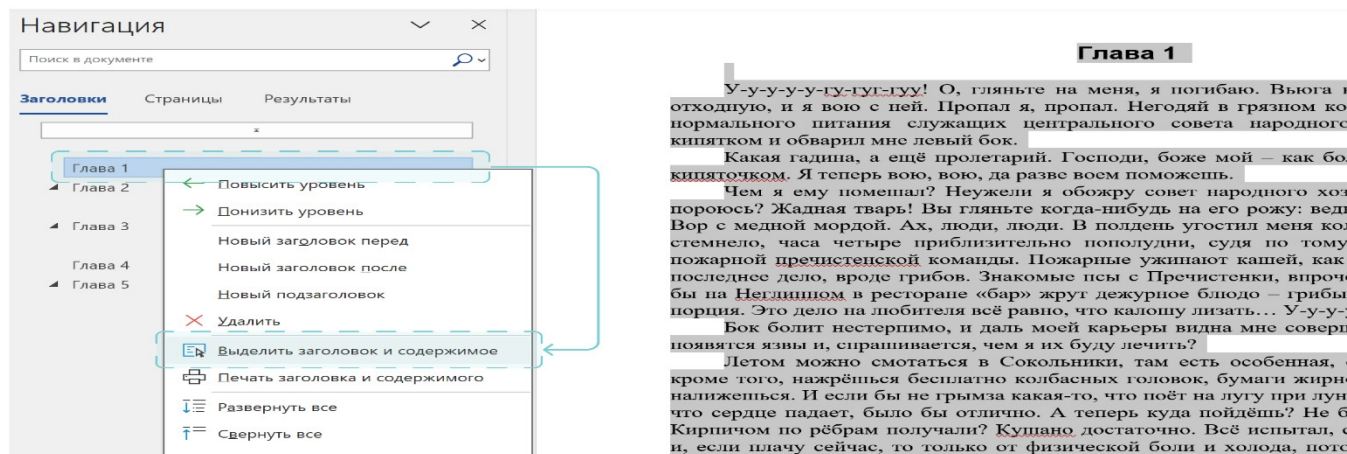 Навигация
Поиск в документе
Заголовки Страницы Результаты
Глава 1
Глава 2
Глава 3
Глава 4
Глава 5
Повысить уровень
Понизить уровень
Новый заголовок перед
Новый заголовок после
Новый подзаголовок
Удалить
Выделить заголовок и содержимое
Печать заголовка и содержимого
Развернуть все
Свернуть все
Глава 1
У-у-у-у-у-гу-гуг-гуу! О, гляньте на меня, я погибаю. Вьюга
отходную, и я вою с ней. Пропал я, пропал. Негодяй в грязном
нормального питания служащих центрального совета народного
кипятком и обварил мне левый бок.
Какая гадина, а ещё пролетарий. Господи, боже мой – как
кипяточком. Я теперь вою, вою, да разве воем поможешь.
Чем я ему помешал? Неужели я обожру совет народного
пороюсь? Жадная тварь! Вы гляньте когда-нибудь на его рожу:
Вор с медной мордой. Ах, люди, люди. В полдень угостил меня
стемнело, часа четыре приблизительно пополудни, судя по тому
пожарной пречистенской команды. Пожарные ужинают кашей, как
последнее дело, вроде грибов. Знакомые псы с Пречистенки,
бы на Неглинном в ресторане «бар» жрут дежурное блюдо – грибы
порция. Это дело на любителя всё равно, что калошу лизать… У-у-у-у
Бок болит нестерпимо, и даль моей карьеры видна мне
появятся язвы и, спрашивается, чем я их буду лечить?
Летом можно смотаться в Сокольники, там есть особенная,
кроме того, нажрёшься бесплатно колбасных головок, бумаги
налижешься. И если бы не грымза какая-то, что поёт на лугу при
что сердце падает, было бы отлично. А теперь куда пойдёшь? Не
Кирпичом по рёбрам получали? Кушано достаточно. Всё испытал,
и, если плачу сейчас, то только от физической боли и холода,